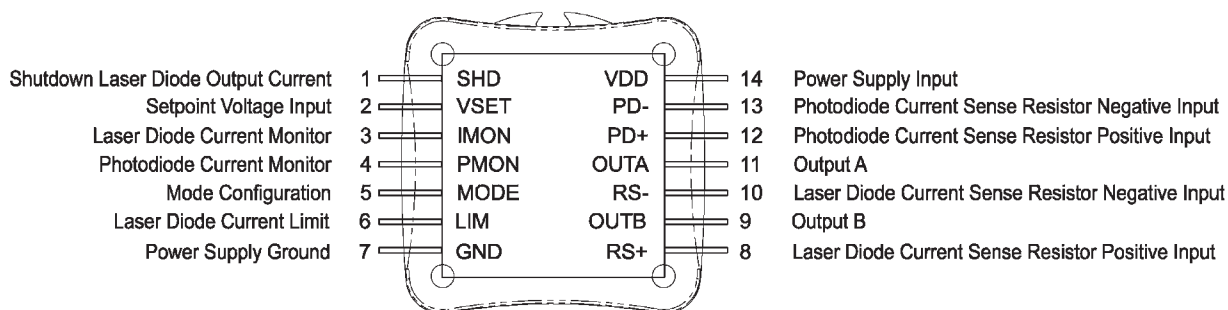 Shutdown Laser Diode Output Current 1 SHD VDD 14 Power Supply Input
Setpoint Voltage Input 2 VSET PD- 13 Photodiode Current Sense Resistor Negative Input
Laser Diode Current Monitor 3 IMON PD+ 12 Photodiode Current Sense Resistor Positive Input
Photodiode Current Monitor 4 PMON OUTA 11 Output A
Mode Configuration 5 MODE RS- 10 Laser Diode Current Sense Resistor Negative Input
Laser Diode Current Limit 6 LIM OUTB 9 Output B
Power Supply Ground 7 GND RS+ 8 Laser Diode Current Sense Resistor Positive Input